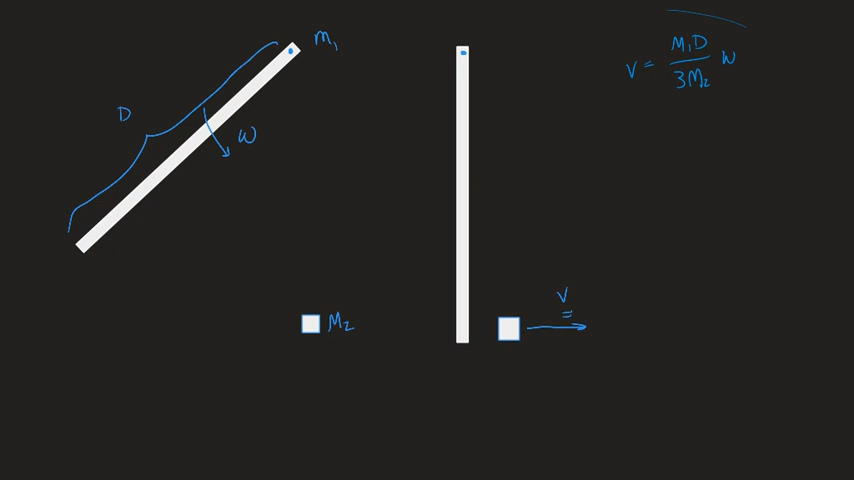 M₁
D
ω
M₂
V
=
V = M₁D / 3M₂ ω